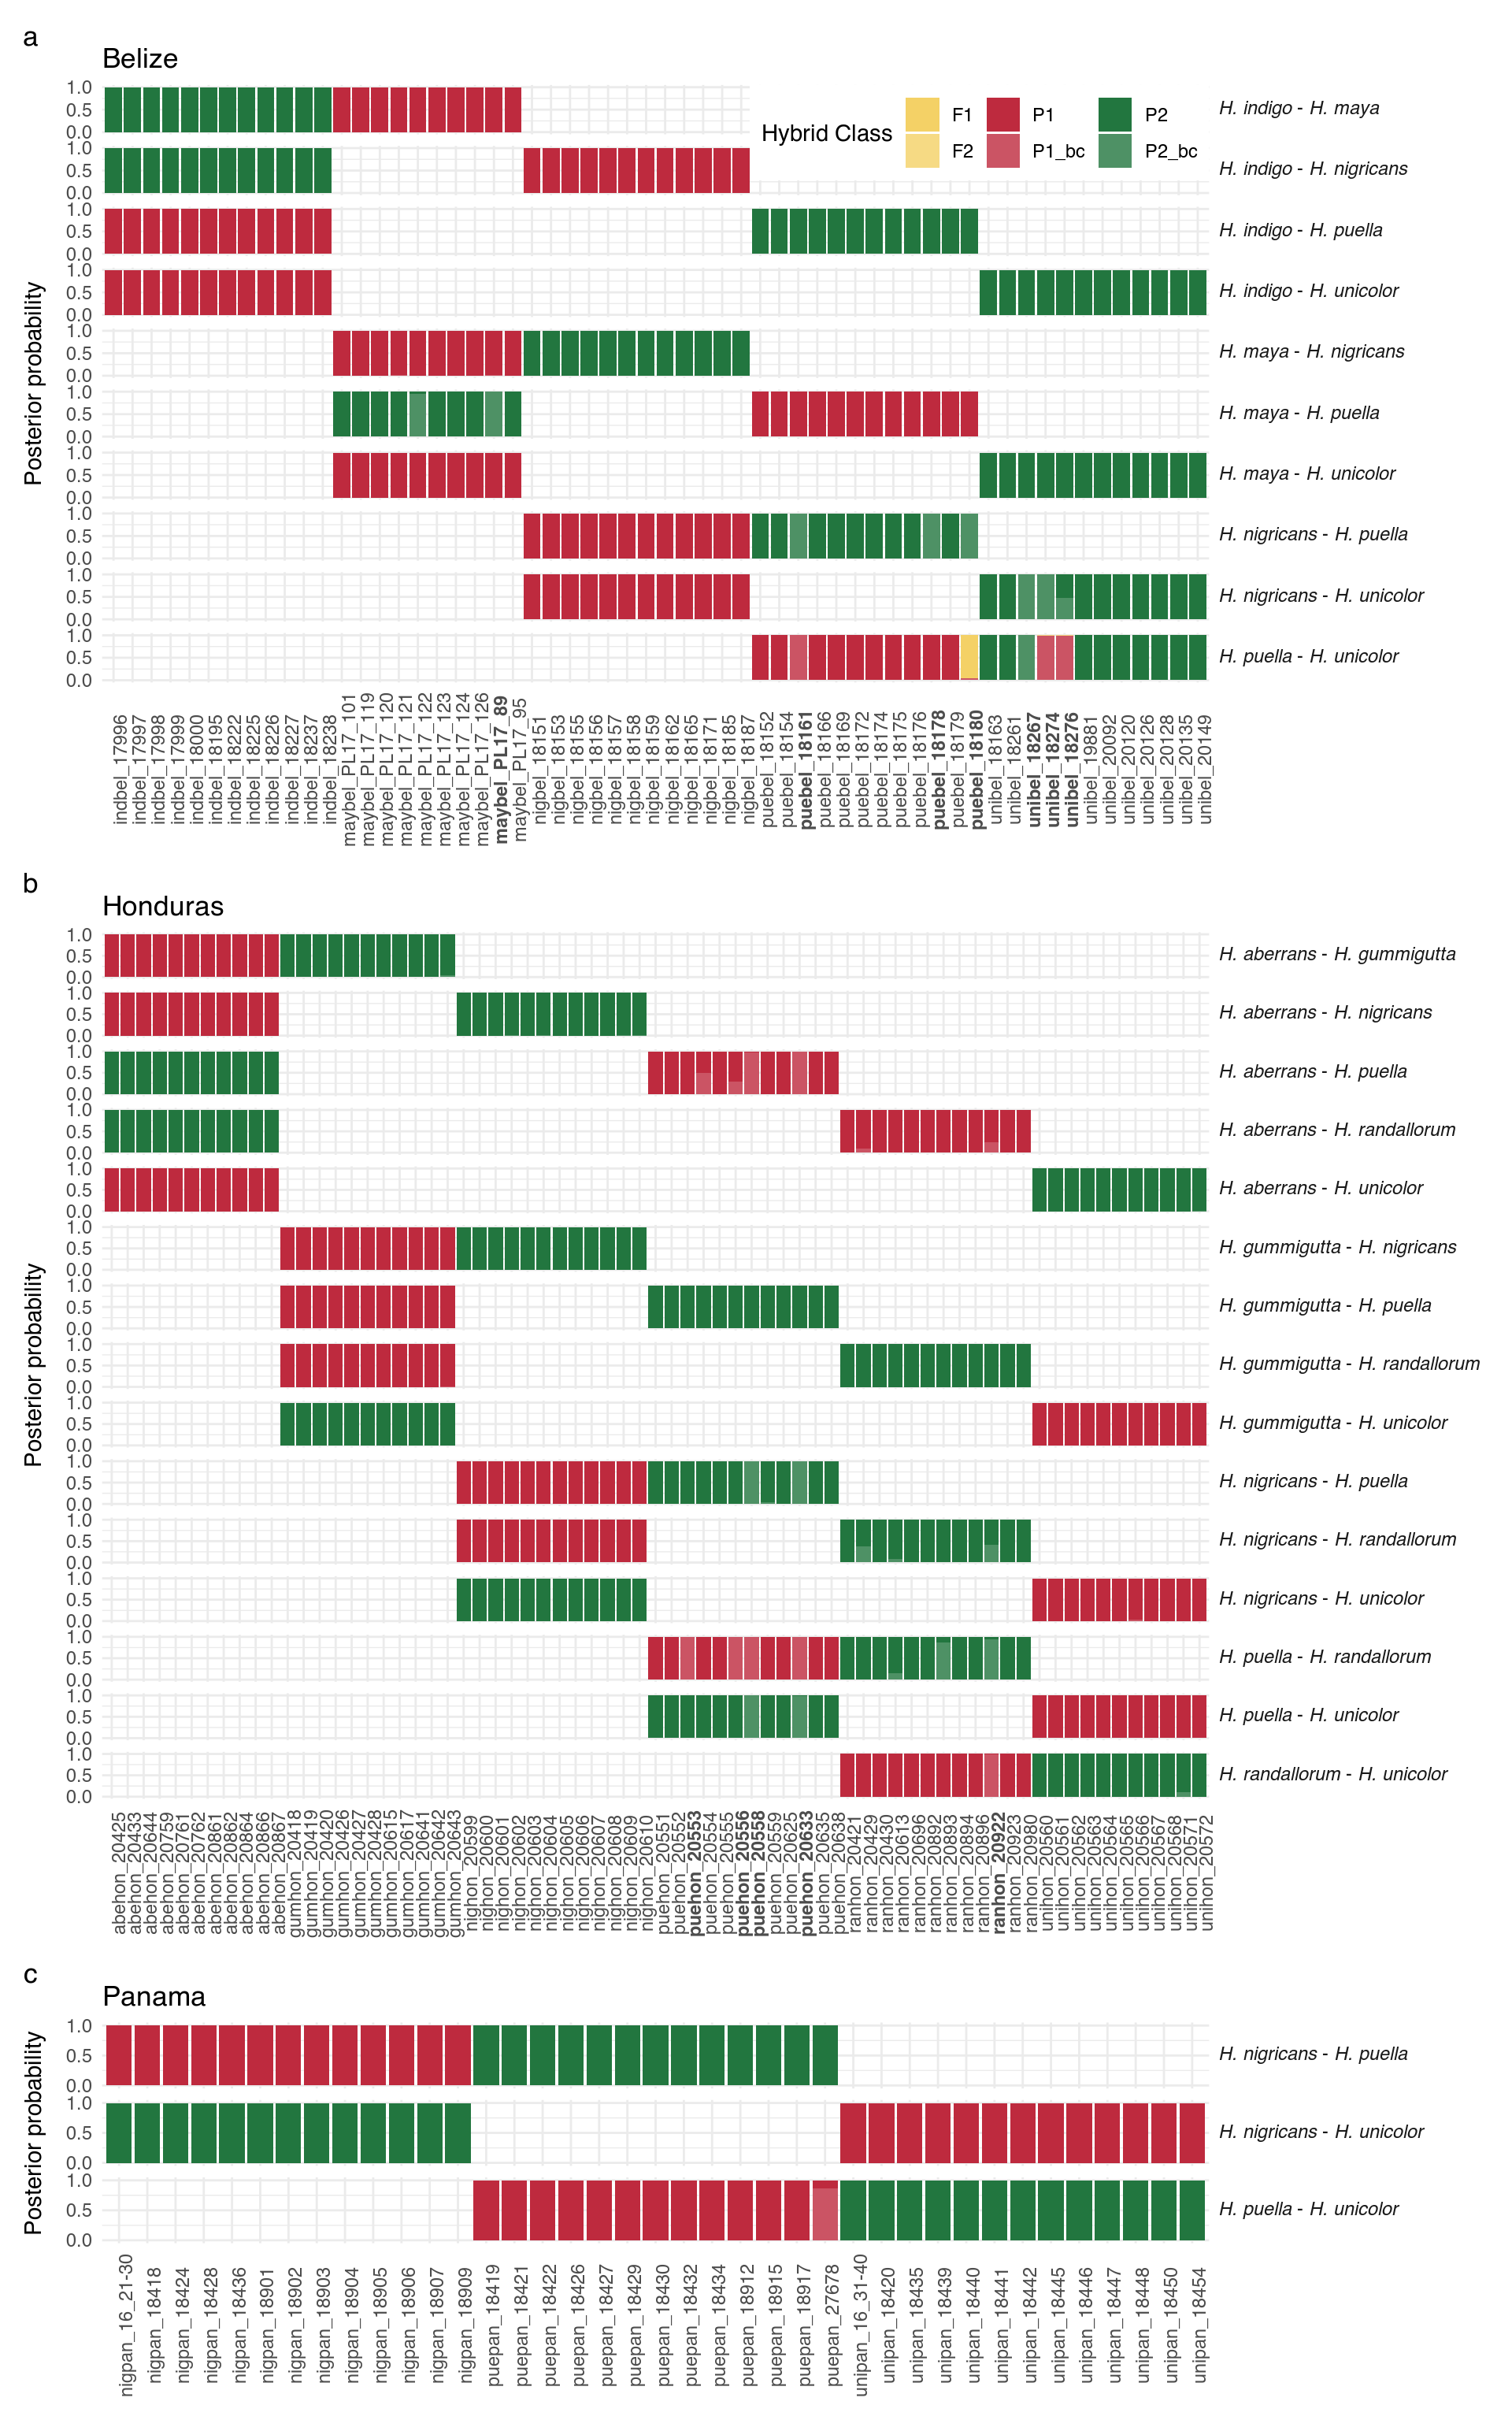 a
Belize
Hybrid Class
F1
P1
P2
F2
P1_bc
P2_bc
Posterior probability
1.0
0.5
0.0
H. indigo - H. maya
1.0
0.5
0.0
H. indigo - H. nigricans
1.0
0.5
0.0
H. indigo - H. puella
1.0
0.5
0.0
H. indigo - H. unicolor
1.0
0.5
0.0
H. maya - H. nigricans
1.0
0.5
0.0
H. maya - H. puella
1.0
0.5
0.0
H. maya - H. unicolor
1.0
0.5
0.0
H. nigricans - H. puella
1.0
0.5
0.0
H. nigricans - H. unicolor
1.0
0.5
0.0
H. puella - H. unicolor
indbel_17996
indbel_17997
indbel_17998
indbel_17999
indbel_18000
indbel_18195
indbel_18222
indbel_18225
indbel_18226
indbel_18227
indbel_18237
indbel_18238
maybel_PL17_101
maybel_PL17_119
maybel_PL17_120
maybel_PL17_121
maybel_PL17_122
maybel_PL17_123
maybel_PL17_124
maybel_PL17_126
maybel_PL17_89
maybel_PL17_95
nigbel_18151
nigbel_18153
nigbel_18155
nigbel_18156
nigbel_18157
nigbel_18158
nigbel_18159
nigbel_18162
nigbel_18165
nigbel_18171
nigbel_18185
nigbel_18187
puebel_18152
puebel_18154
puebel_18161
puebel_18166
puebel_18169
puebel_18172
puebel_18174
puebel_18175
puebel_18176
puebel_18178
puebel_18179
puebel_18180
unibel_18163
unibel_18261
unibel_18267
unibel_18274
unibel_18276
unibel_19881
unibel_20092
unibel_20120
unibel_20126
unibel_20128
unibel_20135
unibel_20149
b
Honduras
Posterior probability
1.0
0.5
0.0
H. aberrans - H. gummigutta
1.0
0.5
0.0
H. aberrans - H. nigricans
1.0
0.5
0.0
H. aberrans - H. puella
1.0
0.5
0.0
H. aberrans - H. randallorum
1.0
0.5
0.0
H. aberrans - H. unicolor
1.0
0.5
0.0
H. gummigutta - H. nigricans
1.0
0.5
0.0
H. gummigutta - H. puella
1.0
0.5
0.0
H. gummigutta - H. randallorum
1.0
0.5
0.0
H. gummigutta - H. unicolor
1.0
0.5
0.0
H. nigricans - H. puella
1.0
0.5
0.0
H. nigricans - H. randallorum
1.0
0.5
0.0
H. nigricans - H. unicolor
1.0
0.5
0.0
H. puella - H. randallorum
1.0
0.5
0.0
H. puella - H. unicolor
1.0
0.5
0.0
H. randallorum - H. unicolor
abehon_20425
abehon_20433
abehon_20644
abehon_20759
abehon_20761
abehon_20762
abehon_20861
abehon_20862
abehon_20864
abehon_20866
abehon_20867
gumhon_20418
gumhon_20419
gumhon_20420
gumhon_20426
gumhon_20427
gumhon_20428
gumhon_20615
gumhon_20617
gumhon_20641
gumhon_20642
gumhon_20643
nighon_20599
nighon_20600
nighon_20601
nighon_20602
nighon_20603
nighon_20604
nighon_20605
nighon_20606
nighon_20607
nighon_20608
nighon_20609
nighon_20610
puehon_20551
puehon_20552
puehon_20553
puehon_20554
puehon_20555
puehon_20556
puehon_20558
puehon_20559
puehon_20625
puehon_20633
puehon_20635
puehon_20638
ranhon_20421
ranhon_20429
ranhon_20430
ranhon_20613
ranhon_20696
ranhon_20892
ranhon_20893
ranhon_20894
ranhon_20896
ranhon_20922
ranhon_20923
ranhon_20980
unihon_20560
unihon_20561
unihon_20562
unihon_20563
unihon_20564
unihon_20565
unihon_20566
unihon_20567
unihon_20568
unihon_20571
unihon_20572
c
Panama
Posterior probability
1.0
0.5
0.0
H. nigricans - H. puella
1.0
0.5
0.0
H. nigricans - H. unicolor
1.0
0.5
0.0
H. puella - H. unicolor
nigpan_16_21-30
nigpan_18418
nigpan_18424
nigpan_18428
nigpan_18436
nigpan_18901
nigpan_18902
nigpan_18903
nigpan_18904
nigpan_18905
nigpan_18906
nigpan_18907
nigpan_18909
puepan_18419
puepan_18421
puepan_18422
puepan_18426
puepan_18427
puepan_18429
puepan_18430
puepan_18432
puepan_18434
puepan_18912
puepan_18915
puepan_18917
puepan_27678
unipan_16_31-40
unipan_18420
unipan_18435
unipan_18439
unipan_18440
unipan_18441
unipan_18442
unipan_18445
unipan_18446
unipan_18447
unipan_18448
unipan_18450
unipan_18454